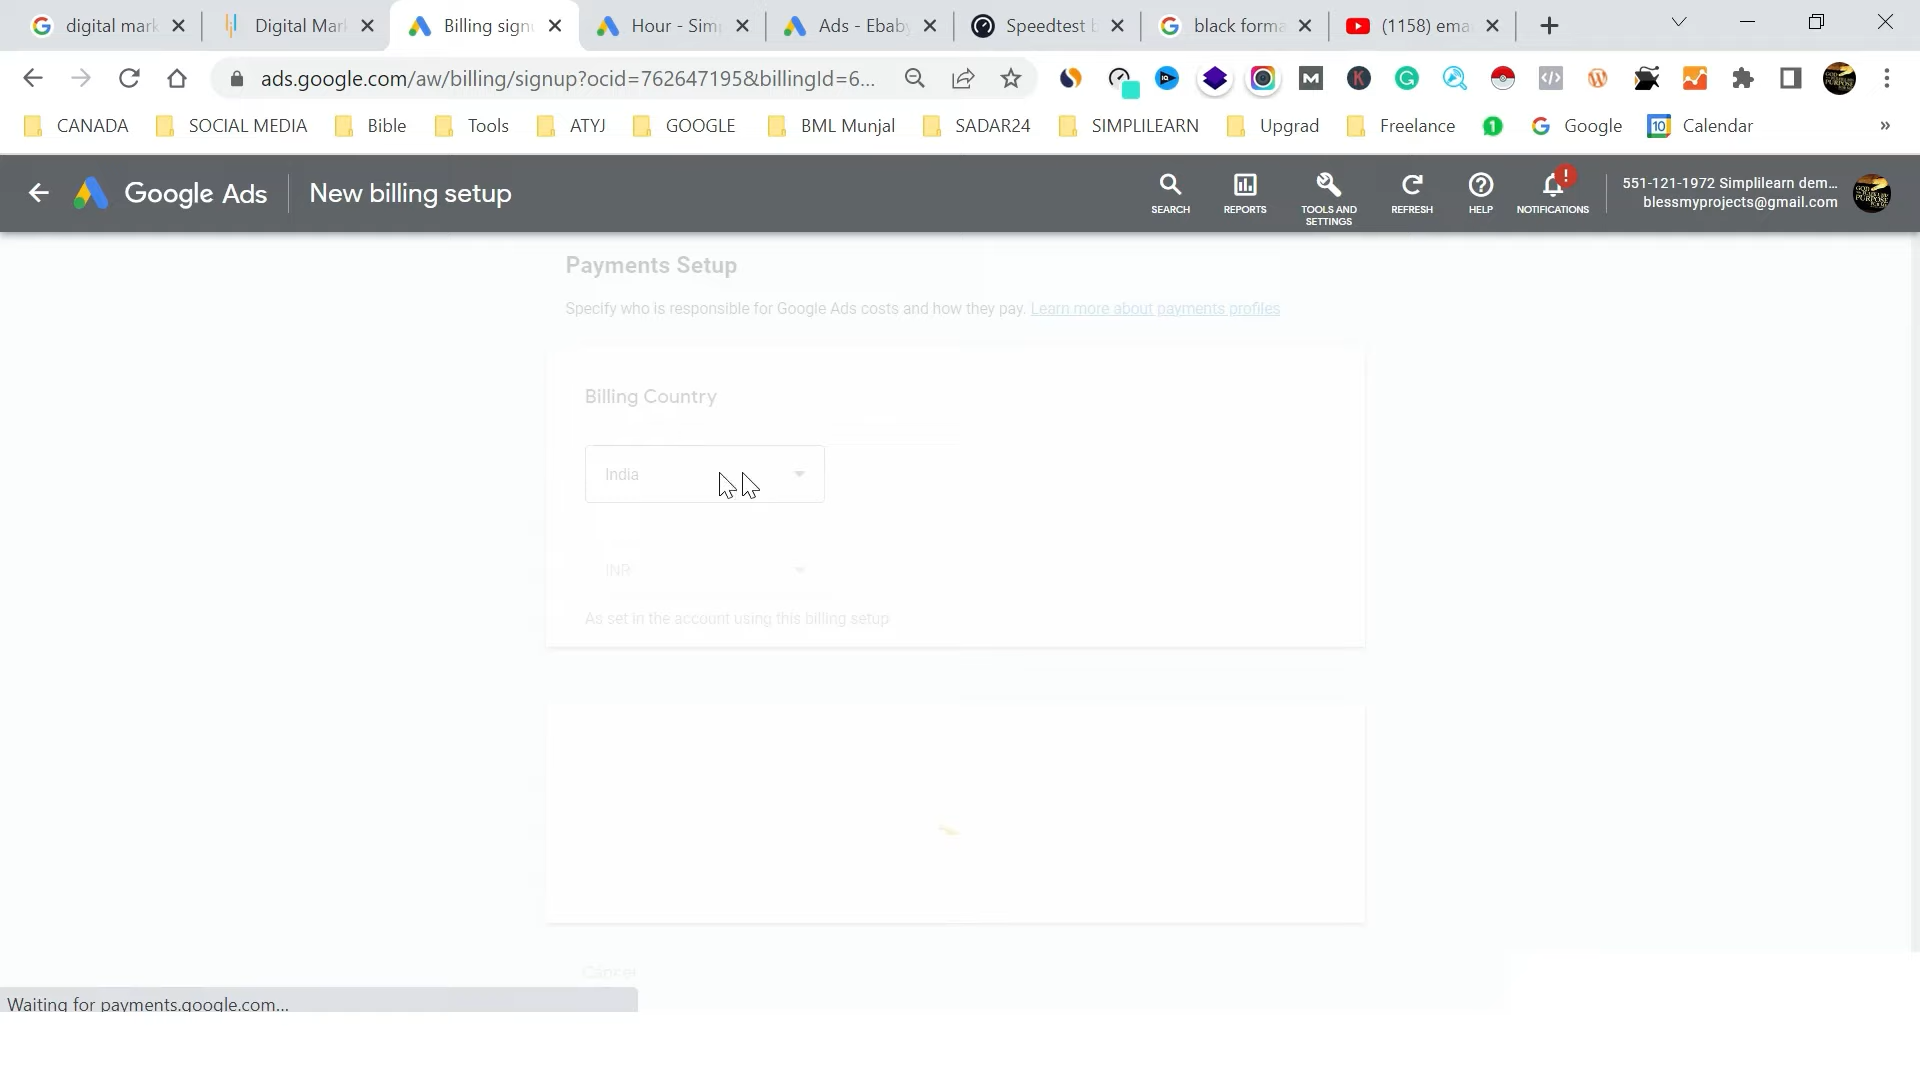 digital mark
Digital Mar
Billing sign
Hour - Sim
Ads - Ebaby
Speedtest b
black forma
(1158) ema
ads.google.com/aw/billing/signup?ocid=762647195&billingId=6...
CANADA
SOCIAL MEDIA
Bible
Tools
ATYJ
GOOGLE
BML Munjal
SADAR24
SIMPLILEARN
Upgrad
Freelance
1
Google
10
Calendar
»
Google Ads
New billing setup
SEARCH
REPORTS
TOOLS AND
SETTINGS
REFRESH
HELP
NOTIFICATIONS
551-121-1972 Simplilearn dem...
blessmyprojects@gmail.com
Payments Setup
Specify who is responsible for Google Ads costs and how they pay. Learn more about payments profiles
Billing Country
India
INR
As set in the account using this billing setup
Cancel
Waiting for payments.google.com...